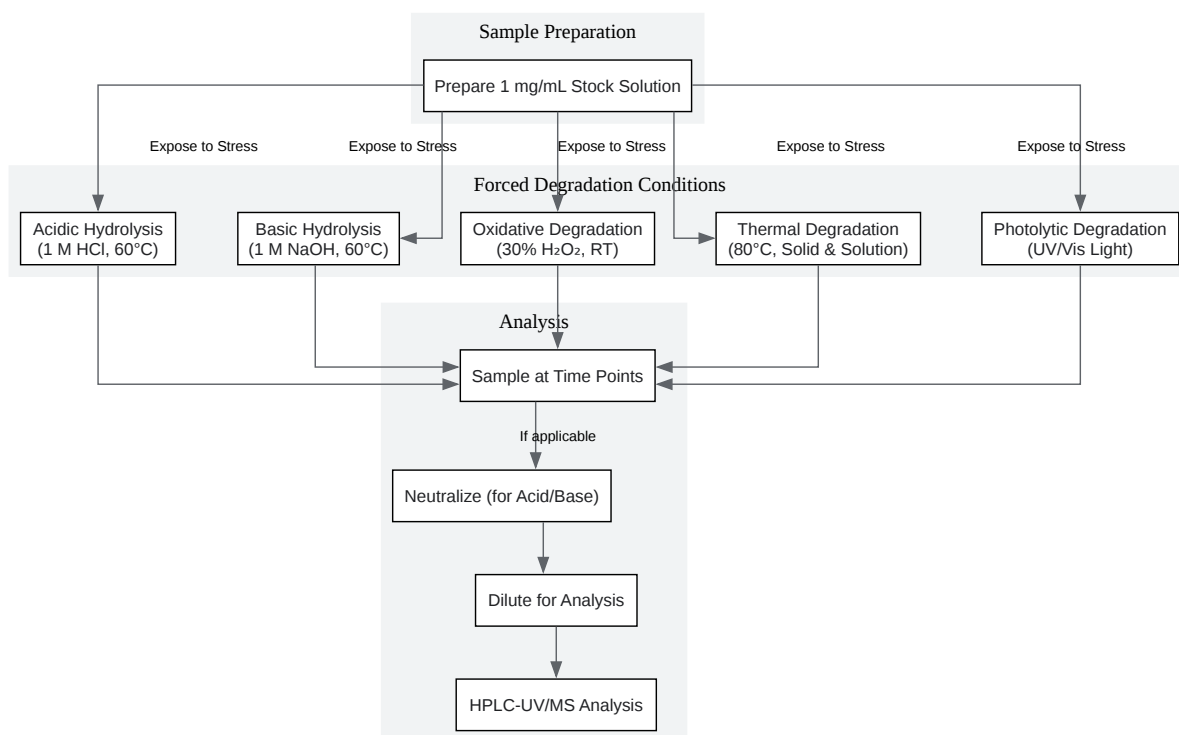 Sample Preparation
Prepare 1 mg/mL Stock Solution
Expose to Stress
Expose to Stress
Expose to Stress
Expose to Stress
Expose to Stress
Forced Degradation Conditions
Acidic Hydrolysis
(1 M HCl, 60°C)
Basic Hydrolysis
(1 M NaOH, 60°C)
Oxidative Degradation
(30% H₂O₂, RT)
Thermal Degradation
(80°C, Solid & Solution)
Photolytic Degradation
(UV/Vis Light)
Analysis
Sample at Time Points
If applicable
Neutralize (for Acid/Base)
Dilute for Analysis
HPLC-UV/MS Analysis